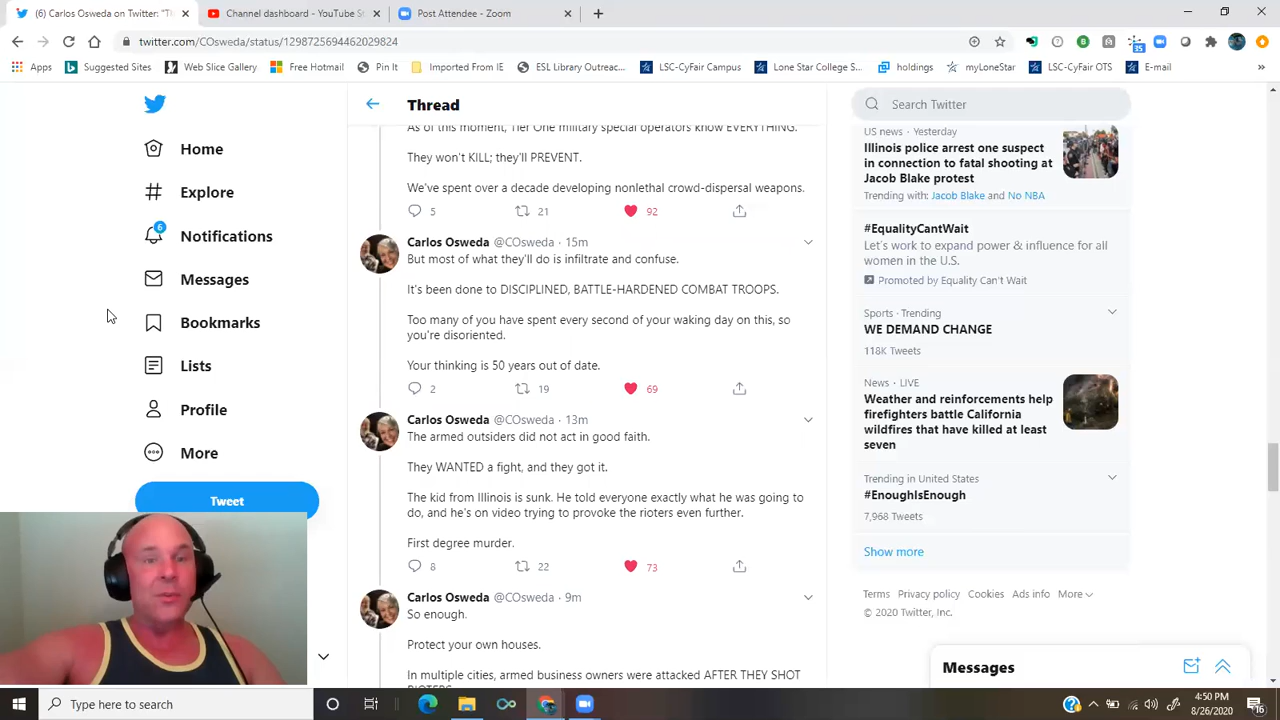 (6) Carlos Osweda on Twitter: "T
Channel dashboard - YouTube St
Post Attendee - Zoom
twitter.com/COsweda/status/1298725694462029824
35
Apps
Suggested Sites
Web Slice Gallery
Free Hotmail
Pin It
Imported From IE
ESL Library Outreac...
LSC-CyFair Campus
Lone Star College S...
holdings
myLoneStar
LSC-CyFair OTS
E-mail
Home
Explore
6
Notifications
Messages
Bookmarks
Lists
Profile
More
Tweet
Thread
As of this moment, Tier One military special operators know EVERYTHING.
They won't KILL; they'll PREVENT.
We've spent over a decade developing nonlethal crowd-dispersal weapons.
5 21 92
Carlos Osweda @COsweda · 15m
But most of what they'll do is infiltrate and confuse.
It's been done to DISCIPLINED, BATTLE-HARDENED COMBAT TROOPS.
Too many of you have spent every second of your waking day on this, so
you're disoriented.
Your thinking is 50 years out of date.
2 19 69
Carlos Osweda @COsweda · 13m
The armed outsiders did not act in good faith.
They WANTED a fight, and they got it.
The kid from Illinois is sunk. He told everyone exactly what he was going to
do, and he's on video trying to provoke the rioters even further.
First degree murder.
8 22 73
Carlos Osweda @COsweda · 9m
So enough.
Protect your own houses.
In multiple cities, armed business owners were attacked AFTER THEY SHOT
RIOTERS
Search Twitter
US news · Yesterday
Illinois police arrest one suspect
in connection to fatal shooting at
Jacob Blake protest
Trending with: Jacob Blake and No NBA
#EqualityCantWait
Let's work to expand power & influence for all
women in the U.S.
Promoted by Equality Can't Wait
Sports · Trending
WE DEMAND CHANGE
118K Tweets
News · LIVE
Weather and reinforcements help
firefighters battle California
wildfires that have killed at least
seven
Trending in United States
#EnoughIsEnough
7,968 Tweets
Show more
Terms Privacy policy Cookies Ads info More
© 2020 Twitter, Inc.
Messages
Type here to search
4:50 PM
8/26/2020
16